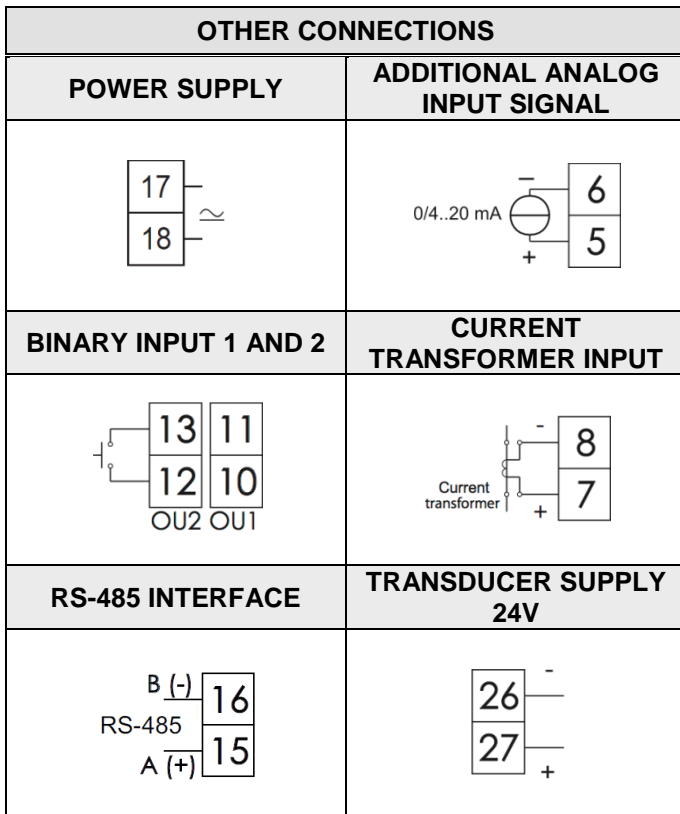 OTHER CONNECTIONS
POWER SUPPLY
ADDITIONAL ANALOG
INPUT SIGNAL
17
18
0/4..20 mA
–
+
6
5
BINARY INPUT 1 AND 2
CURRENT
TRANSFORMER INPUT
13 11
12 10
OU2 OU1
Current
transformer
-
+
8
7
RS-485 INTERFACE
TRANSDUCER SUPPLY
24V
B (-)
16
RS-485
A (+)
15
26 -
27 +